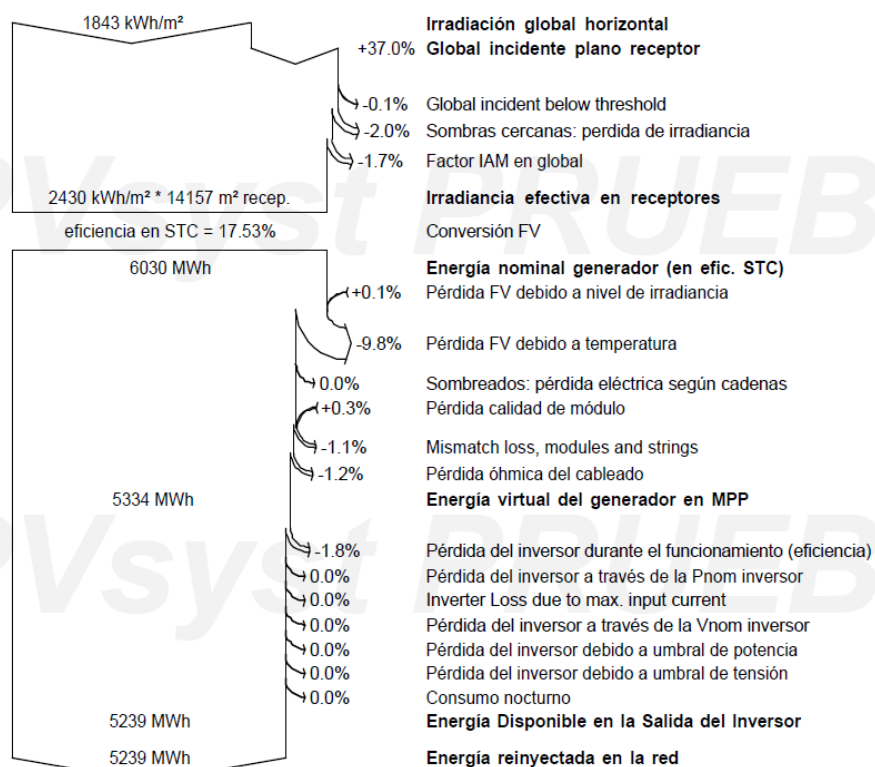 1843 kWh/m² Irradiación global horizontal
+37.0% Global incidente plano receptor
-0.1% Global incident below threshold
-2.0% Sombras cercanas: perdida de irradiancia
-1.7% Factor IAM en global
2430 kWh/m² * 14157 m² recep. Irradiancia efectiva en receptores
eficiencia en STC = 17.53% Conversión FV
6030 MWh Energía nominal generador (en efic. STC)
+0.1% Pérdida FV debido a nivel de irradiancia
-9.8% Pérdida FV debido a temperatura
0.0% Sombreados: pérdida eléctrica según cadenas
+0.3% Pérdida calidad de módulo
-1.1% Mismatch loss, modules and strings
-1.2% Pérdida óhmica del cableado
5334 MWh Energía virtual del generador en MPP
-1.8% Pérdida del inversor durante el funcionamiento (eficiencia)
0.0% Pérdida del inversor a través de la Pnom inversor
0.0% Inverter Loss due to max. input current
0.0% Pérdida del inversor a través de la Vnom inversor
0.0% Pérdida del inversor debido a umbral de potencia
0.0% Pérdida del inversor debido a umbral de tensión
0.0% Consumo nocturno
5239 MWh Energía Disponible en la Salida del Inversor
5239 MWh Energía reinyectada en la red
PVsyst PRUEB
PVsyst PRUEB